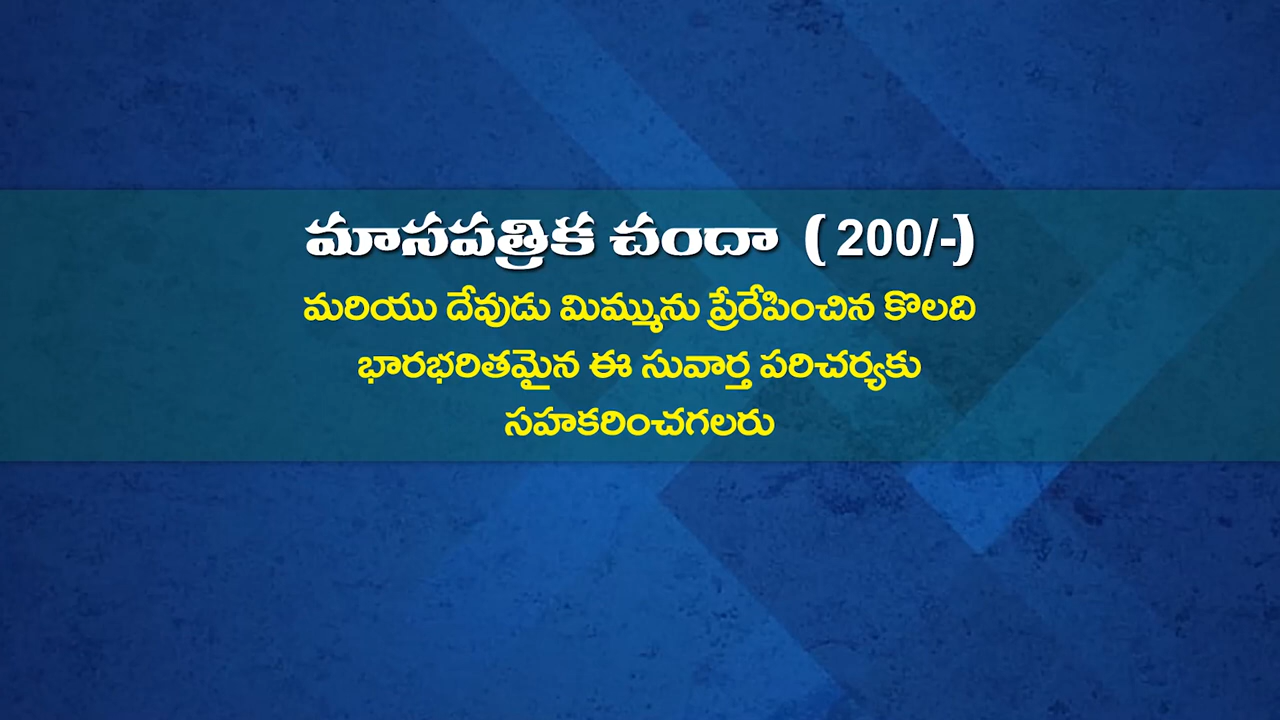 మాసపత్రిక చందా ( 200/-)
మరియు దేవుడు మిమ్మును ప్రేరేపించిన కొలది
భారభరితమైన ఈ సువార్త పరిచర్యకు
సహకరించగలరు